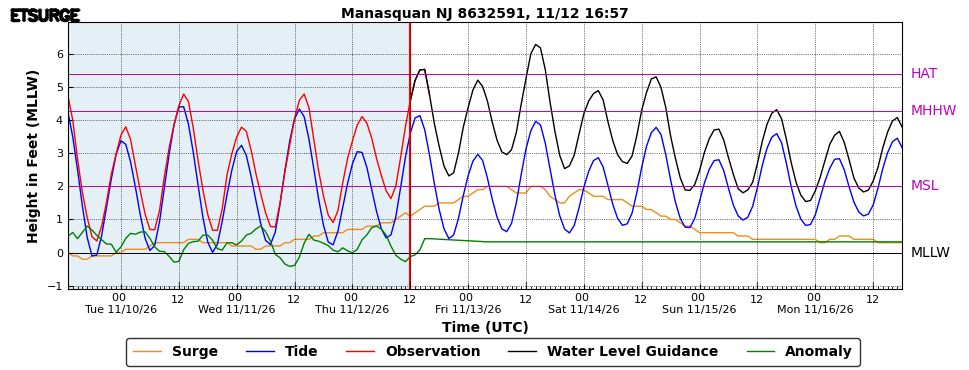 ETSURGE
Manasquan NJ 8632591, 11/12 16:57
Height in Feet (MLLW)
6
5
4
3
2
1
0
−1
HAT
MHHW
MSL
MLLW
00 12 00 12 00 12 00 12 00 12 00 12 00 12
Tue 11/10/26 Wed 11/11/26 Thu 11/12/26 Fri 11/13/26 Sat 11/14/26 Sun 11/15/26 Mon 11/16/26
Time (UTC)
Surge Tide Observation Water Level Guidance Anomaly